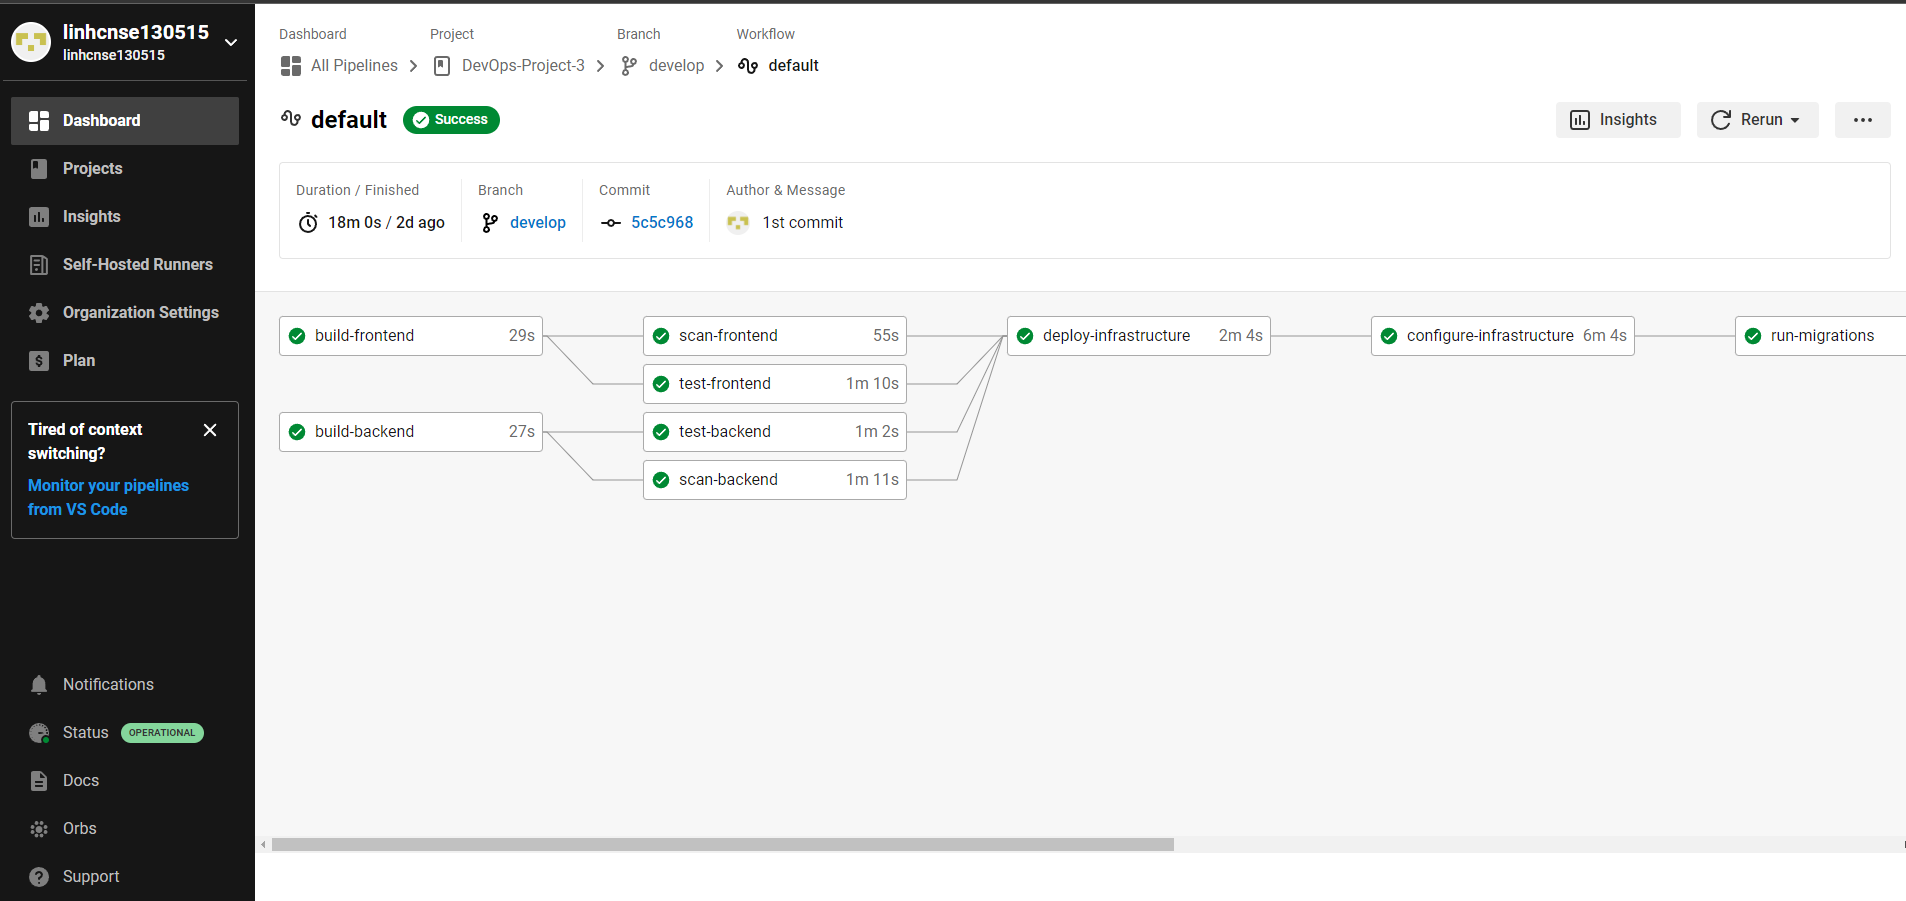 linhcnse130515
linhcnse130515
Dashboard
Projects
Insights
Self-Hosted Runners
Organization Settings
Plan
Tired of context
switching?
Monitor your pipelines
from VS Code
Notifications
Status OPERATIONAL
Docs
Orbs
Support
Dashboard Project Branch Workflow
All Pipelines DevOps-Project-3 develop default
default Success
Insights Rerun
Duration / Finished Branch Commit Author & Message
18m 0s / 2d ago develop 5c5c968 1st commit
build-frontend 29s scan-frontend 55s deploy-infrastructure 2m 4s configure-infrastructure 6m 4s run-migrations
test-frontend 1m 10s
build-backend 27s test-backend 1m 2s
scan-backend 1m 11s